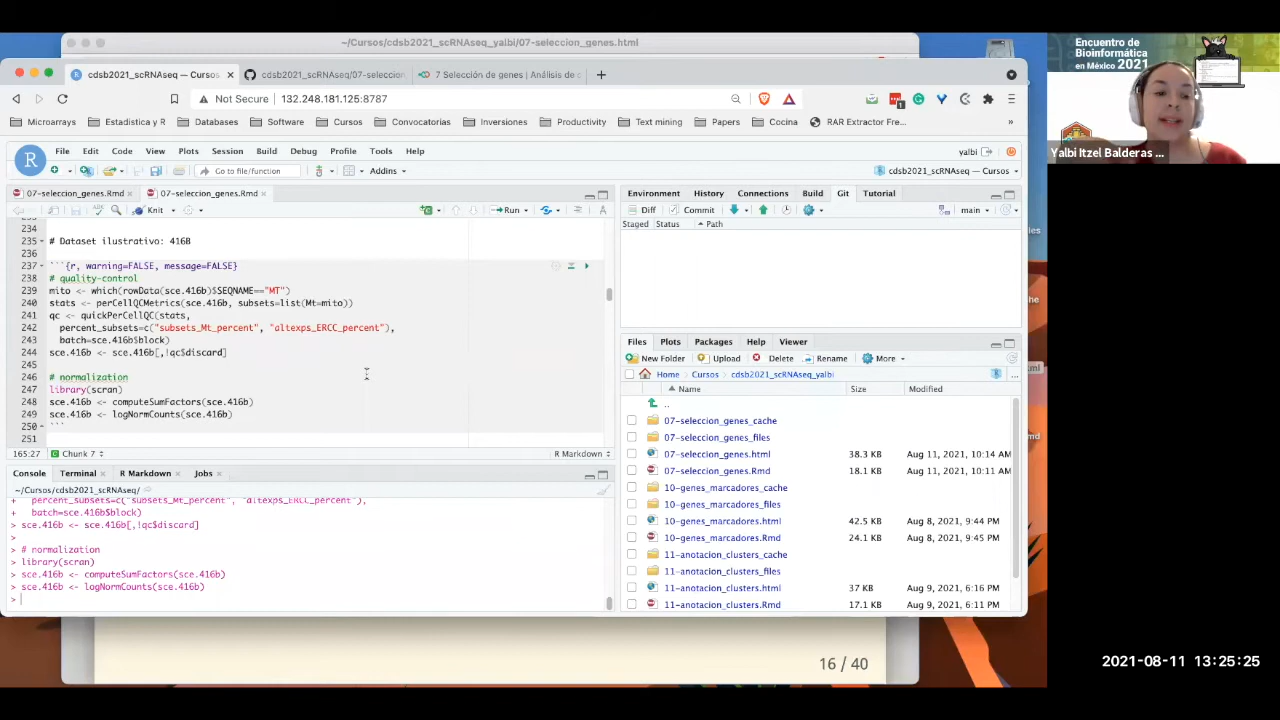 ~/Cursos/cdsb2021_scRNAseq_yalbi/07-seleccion_genes.html
cdsb2021_scRNAseq — Cursos
cdsb2021_scRNAseq/07-seleccion
7 Selección de genes | Análisis de c
Not Secure
132.248.181.125:8787
Microarrays
Estadistica y R
Databases
Software
Cursos
Convocatorias
Inversiones
Productivity
Text mining
Papers
Cocina
RAR Extractor Fre...
»
File Edit Code View Plots Session Build Debug Profile Tools Help
yalbi
Go to file/function
Addins
cdsb2021_scRNAseq — Cursos
07-seleccion_genes.Rmd
07-seleccion_genes.Rmd
Knit
Run
234
235 # Dataset ilustrativo: 416B
236
237 ```{r, warning=FALSE, message=FALSE}
238 # quality-control
239 mito <- which(rowData(sce.416b)$SEQNAME=="MT")
240 stats <- perCellQCMetrics(sce.416b, subsets=list(Mt=mito))
241 qc <- quickPerCellQC(stats,
242 percent_subsets=c("subsets_Mt_percent", "altexps_ERCC_percent"),
243 batch=sce.416b$block)
244 sce.416b <- sce.416b[,!qc$discard]
245
246 # normalization
247 library(scran)
248 sce.416b <- computeSumFactors(sce.416b)
249 sce.416b <- logNormCounts(sce.416b)
250 ```
251
165:27 Chunk 7 R Markdown
Console Terminal R Markdown Jobs
~/Cursos/cdsb2021_scRNAseq/
+ percent_subsets=c("subsets_Mt_percent", "altexps_ERCC_percent"),
+ batch=sce.416b$block)
> sce.416b <- sce.416b[,!qc$discard]
>
> # normalization
> library(scran)
> sce.416b <- computeSumFactors(sce.416b)
> sce.416b <- logNormCounts(sce.416b)
>
Environment History Connections Build Git Tutorial
Diff Commit main
Staged Status Path
Files Plots Packages Help Viewer
New Folder Upload Delete Rename More
Home Cursos cdsb2021_scRNAseq_yalbi
Name Size Modified
..
07-seleccion_genes_cache
07-seleccion_genes_files
07-seleccion_genes.html 38.3 KB Aug 11, 2021, 10:14 AM
07-seleccion_genes.Rmd 18.1 KB Aug 11, 2021, 10:11 AM
10-genes_marcadores_cache
10-genes_marcadores_files
10-genes_marcadores.html 42.5 KB Aug 8, 2021, 9:44 PM
10-genes_marcadores.Rmd 24.1 KB Aug 8, 2021, 9:45 PM
11-anotacion_clusters_cache
11-anotacion_clusters_files
11-anotacion_clusters.html 37 KB Aug 9, 2021, 6:16 PM
11-anotacion_clusters.Rmd 17.1 KB Aug 9, 2021, 6:11 PM
16 / 40
Encuentro de
Bioinformática
en México 2021
Yalbi Itzel Balderas ...
2021-08-11 13:25:25